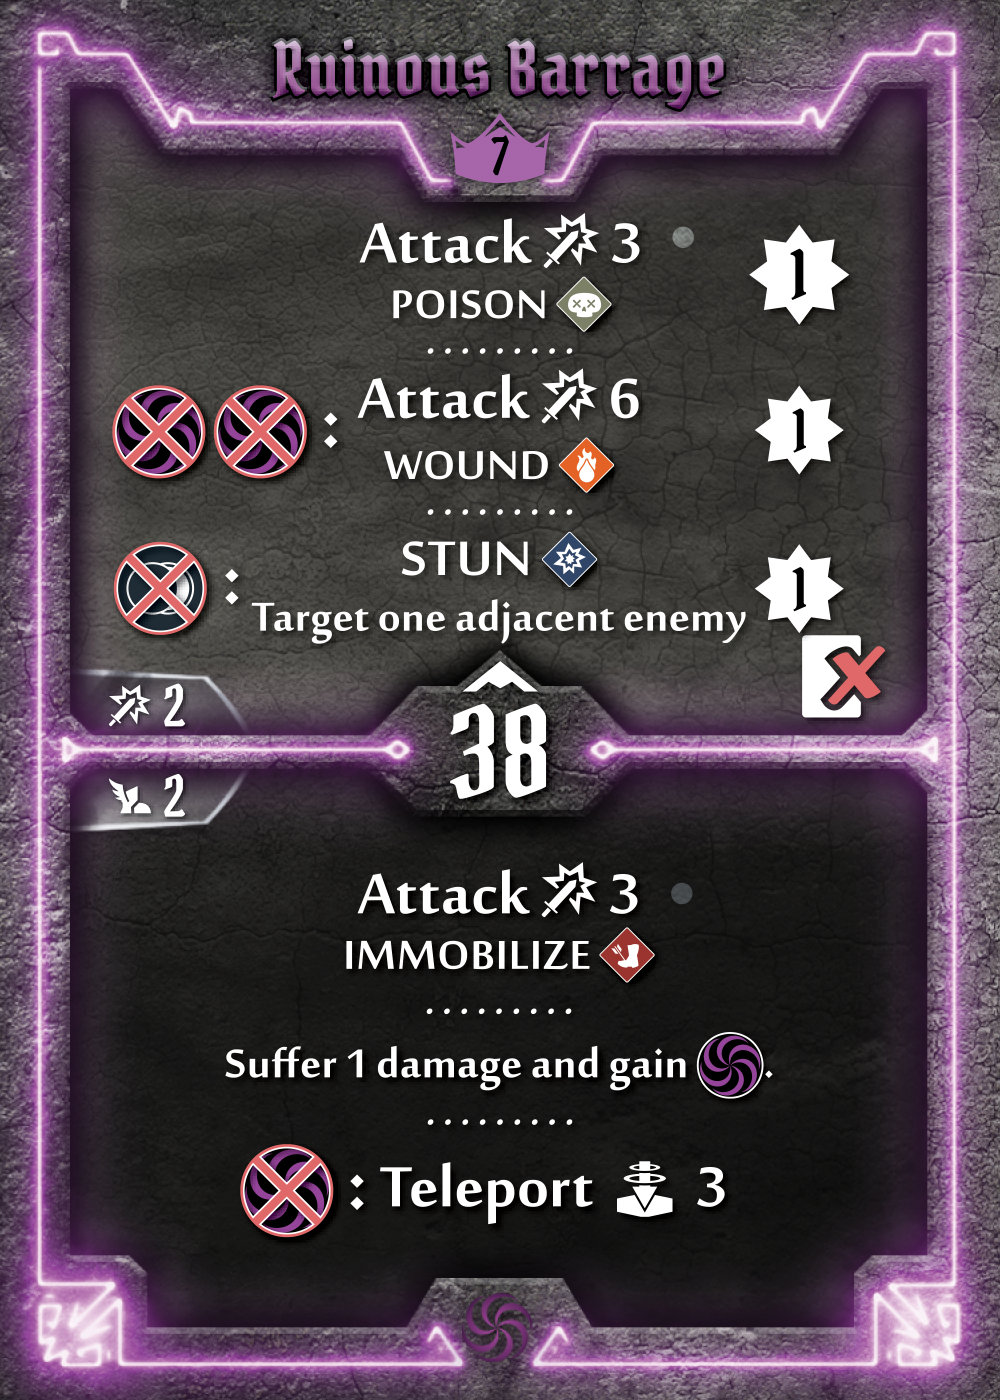 Ruinous Barrage
7
Attack 3
POISON
1
: Attack 6
WOUND
1
: STUN
Target one adjacent enemy
1
2
38
2
Attack 3
IMMOBILIZE
Suffer 1 damage and gain .
: Teleport 3